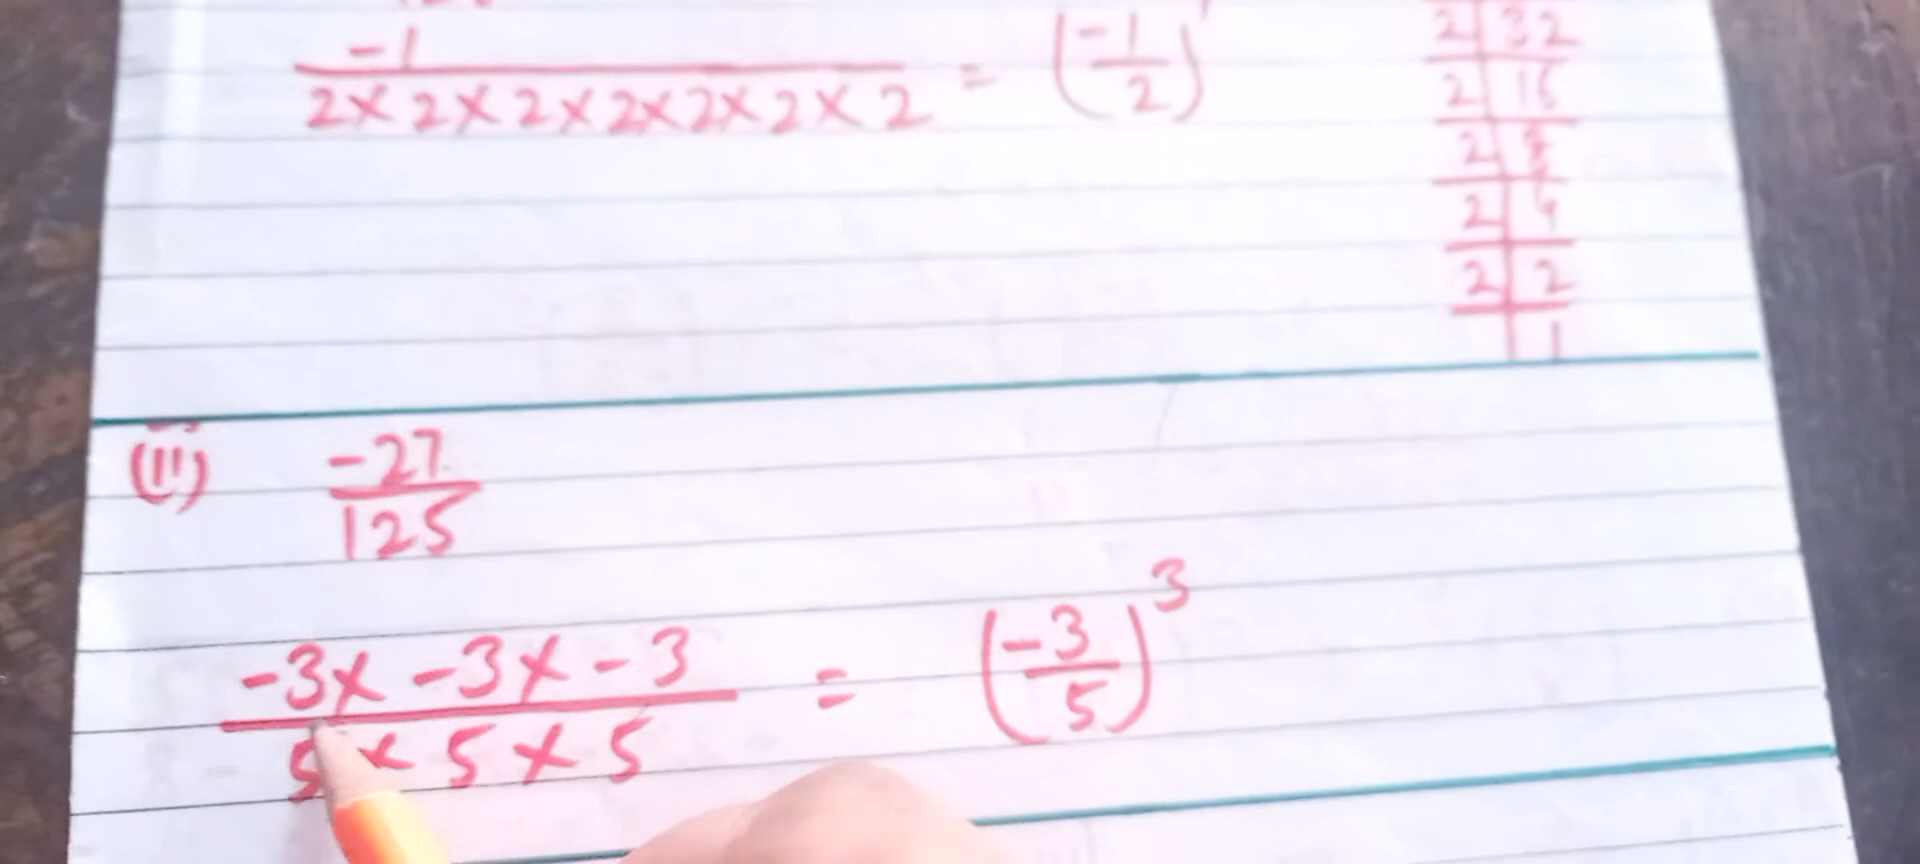 -1
2×2×2×2×2×2×2 = (-1/2)
2 | 32
2 | 16
2 | 8
2 | 4
2 | 2
1
(ii) -27/125
-3× -3× -3 / 5×5×5 = (-3/5)^3